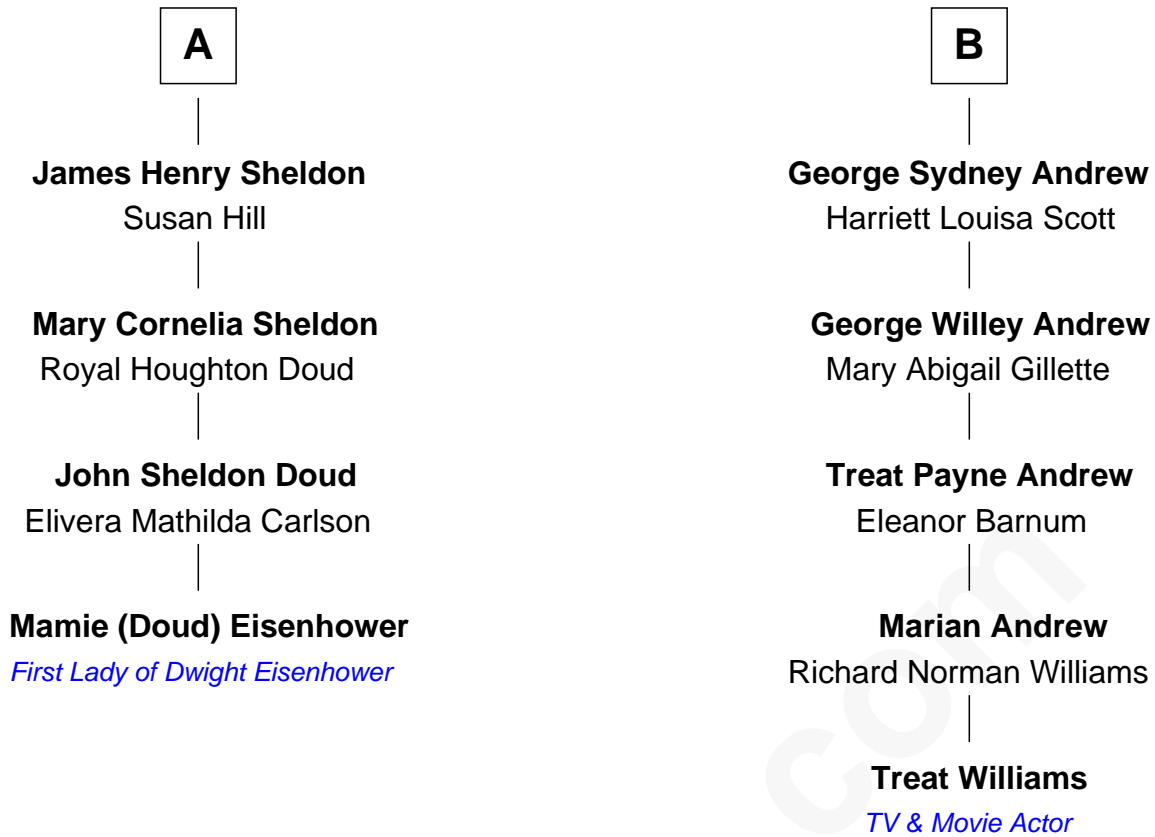 A
James Henry Sheldon
Susan Hill
Mary Cornelia Sheldon
Royal Houghton Doud
John Sheldon Doud
Elivera Mathilda Carlson
Mamie (Doud) Eisenhower
First Lady of Dwight Eisenhower
B
George Sydney Andrew
Harriett Louisa Scott
George Willey Andrew
Mary Abigail Gillette
Treat Payne Andrew
Eleanor Barnum
Marian Andrew
Richard Norman Williams
Treat Williams
TV & Movie Actor
com